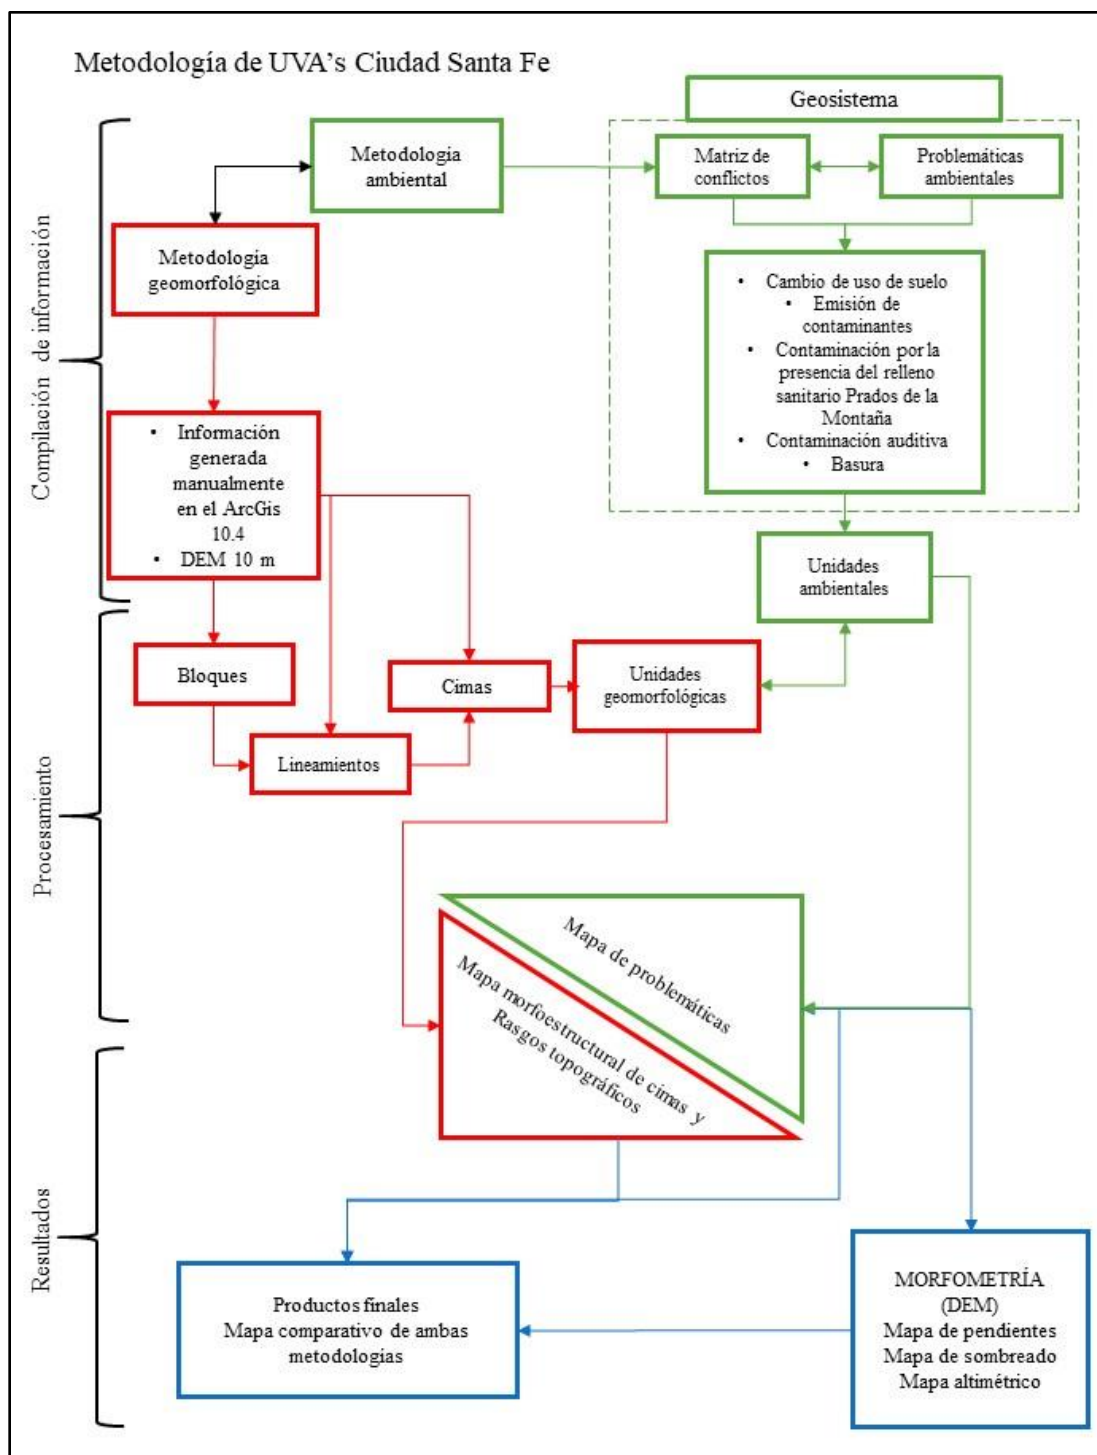 Metodología de UVA's Ciudad Santa Fe
Geosistema
Metodologia
ambiental
Matriz de
conflictos
Problemáticas
ambientales
Metodologia
geomorfológica
• Cambio de uso de suelo
• Emisión de
contaminantes
• Contaminación por la
presencia del relleno
sanitario Prados de la
Montaña
• Contaminación auditiva
• Basura
Compilación de información
• Información
generada
manualmente
en el ArcGis
10.4
• DEM 10 m
Unidades
ambientales
Procesamiento
Bloques
Cimas
Unidades
geomorfológicas
Lineamientos
Mapa de problemáticas
Mapa morfoestructural de cimas y
Rasgos topográficos
Resultados
Productos finales
Mapa comparativo de ambas
metodologias
MORFOMETRÍA
(DEM)
Mapa de pendientes
Mapa de sombreado
Mapa altimétrico